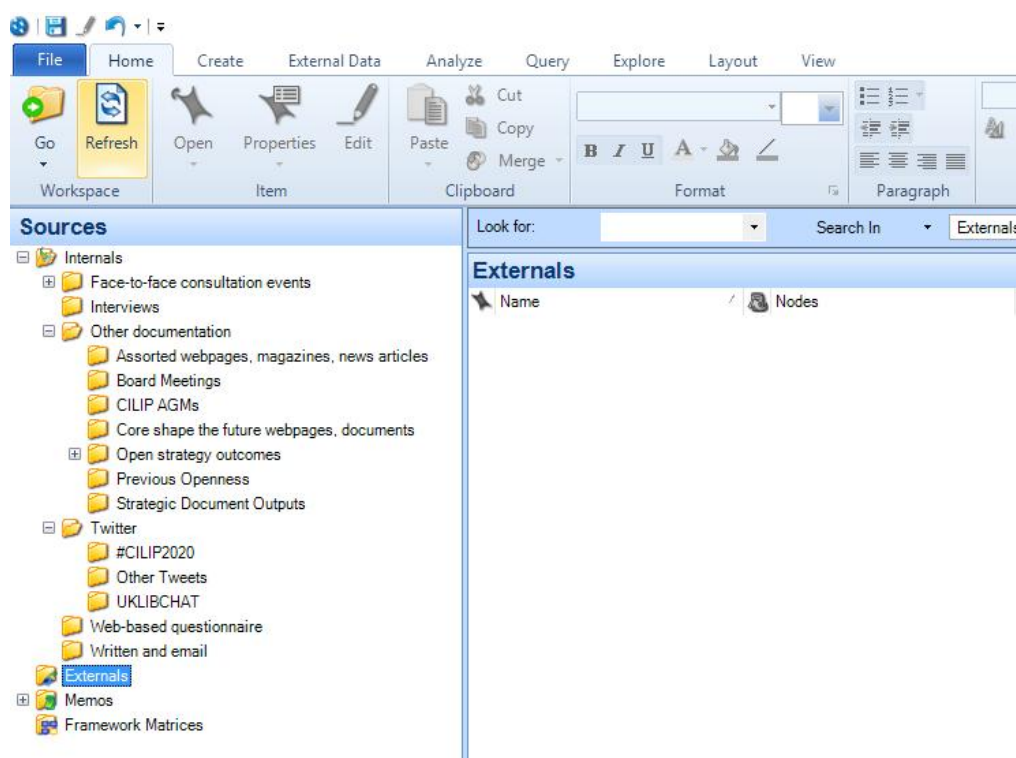 File Home Create External Data Analyze Query Explore Layout View
Go Refresh Open Properties Edit Paste Cut
Copy
Merge
B I U A
Workspace Item Clipboard Format Paragraph
Sources
Look for: Search In Externals
Internals
Face-to-face consultation events
Interviews
Other documentation
Assorted webpages, magazines, news articles
Board Meetings
CILIP AGMs
Core shape the future webpages, documents
Open strategy outcomes
Previous Openness
Strategic Document Outputs
Twitter
#CILIP2020
Other Tweets
UKLIBCHAT
Web-based questionnaire
Written and email
Externals
Memos
Framework Matrices
Externals
Name Nodes